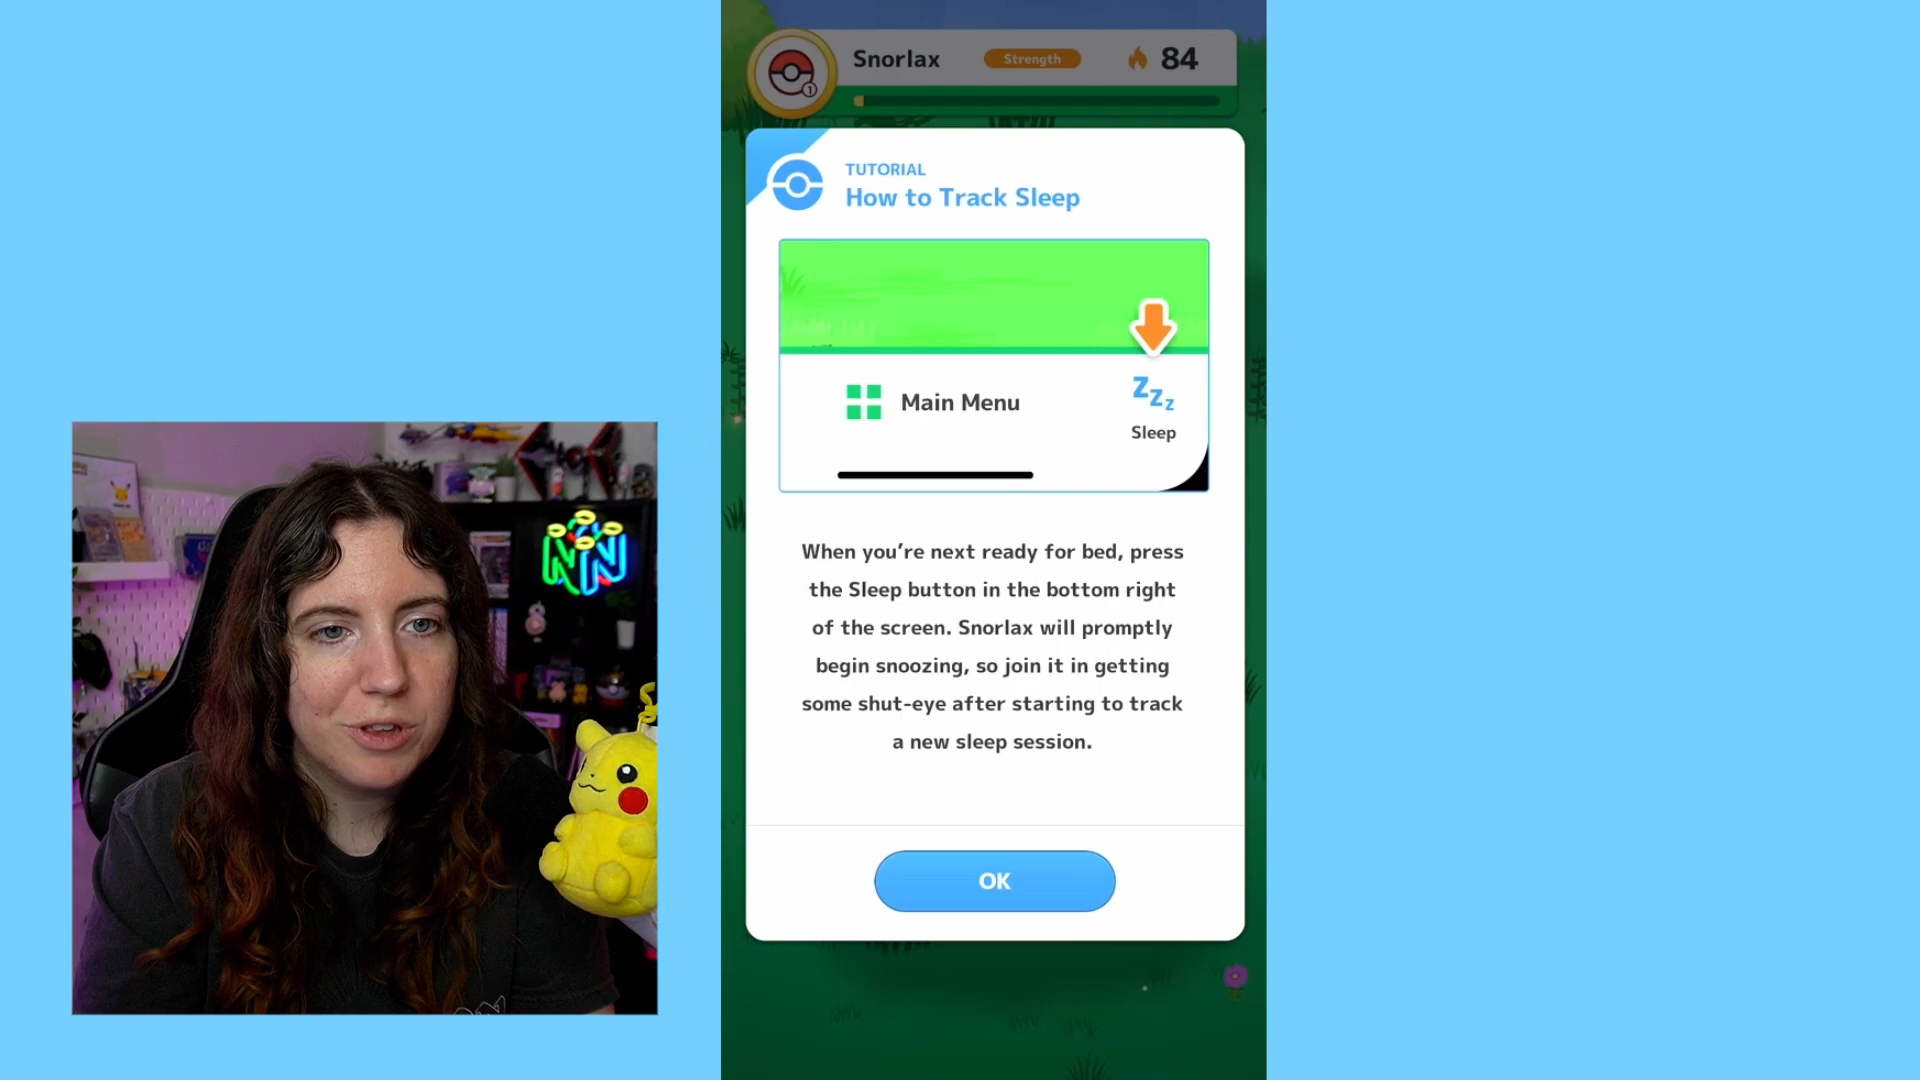 Snorlax Strength 84
1
TUTORIAL
How to Track Sleep
Main Menu
Zzz
Sleep
When you’re next ready for bed, press
the Sleep button in the bottom right
of the screen. Snorlax will promptly
begin snoozing, so join it in getting
some shut-eye after starting to track
a new sleep session.
OK